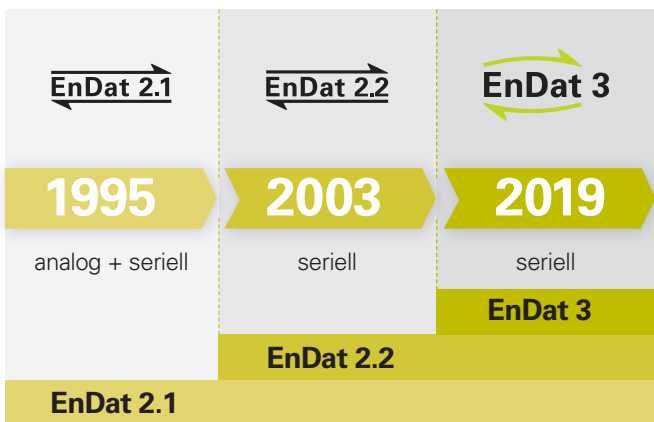 EnDat 2.1
EnDat 2.2
EnDat 3
1995
2003
2019
analog + seriell
seriell
seriell
EnDat 3
EnDat 2.2
EnDat 2.1